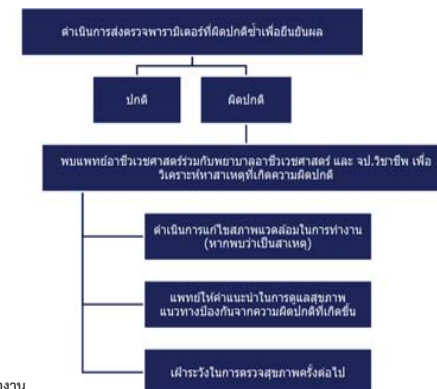 ดำเนินการส่งตรวจพารามิเตอร์ที่ผิดปกติซ้ำเพื่อยืนยันผล
ปกติ
ผิดปกติ
พบแพทย์อาชีวเวชศาสตร์ร่วมกับพยาบาลอาชีวเวชศาสตร์ และ จป.วิชาชีพ เพื่อ
วิเคราะห์หาสาเหตุที่เกิดความผิดปกติ
ดำเนินการแก้ไขสภาพแวดล้อมในการทำงาน
(หากพบว่าเป็นสาเหตุ)
แพทย์ให้คำแนะนำในการดูแลสุขภาพ
แนวทางป้องกันจากความผิดปกติที่เกิดขึ้น
เฝ้าระวังในการตรวจสุขภาพครั้งต่อไป